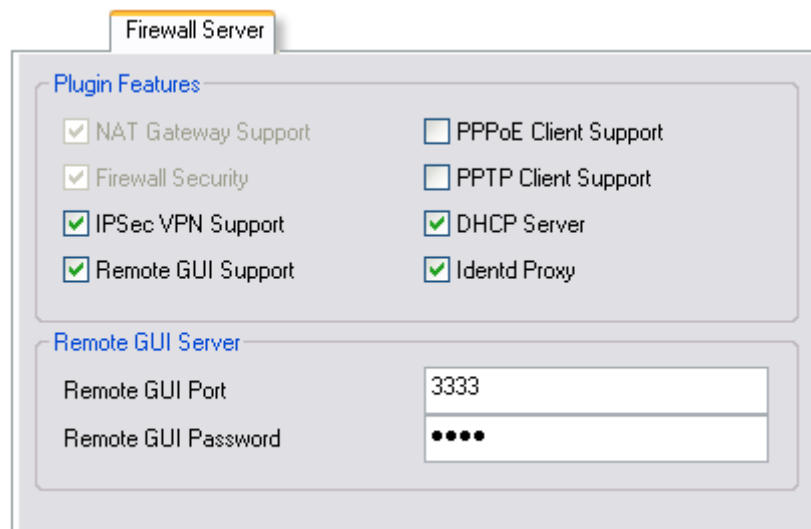 Firewall Server
Plugin Features
NAT Gateway Support
PPPoE Client Support
Firewall Security
PPTP Client Support
IPSec VPN Support
DHCP Server
Remote GUI Support
Identd Proxy
Remote GUI Server
Remote GUI Port
3333
Remote GUI Password
••••